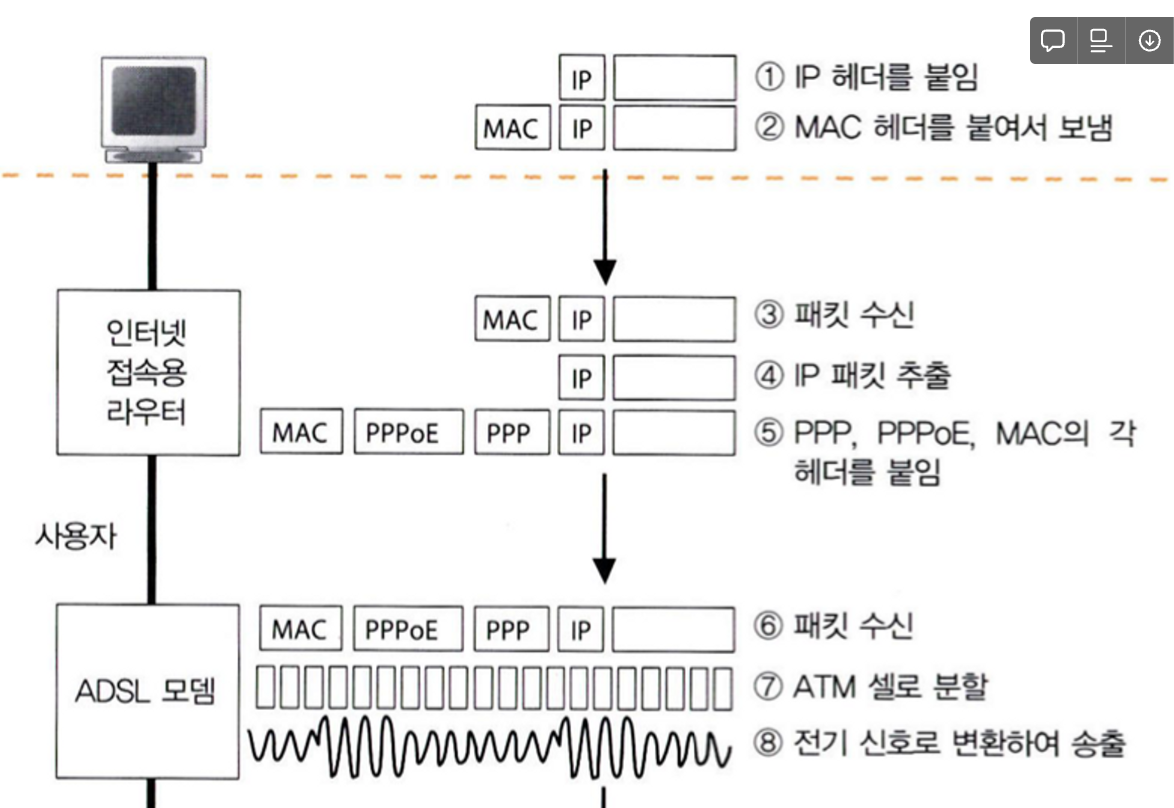 IP
① IP 헤더를 붙임
MAC IP
② MAC 헤더를 붙여서 보냄
인터넷
접속용
라우터
MAC IP
③ 패킷 수신
IP
④ IP 패킷 추출
MAC PPPoE PPP IP
⑤ PPP, PPPoE, MAC의 각
헤더를 붙임
사용자
ADSL 모뎀
MAC PPPoE PPP IP
⑥ 패킷 수신
⑦ ATM 셀로 분할
⑧ 전기 신호로 변환하여 송출